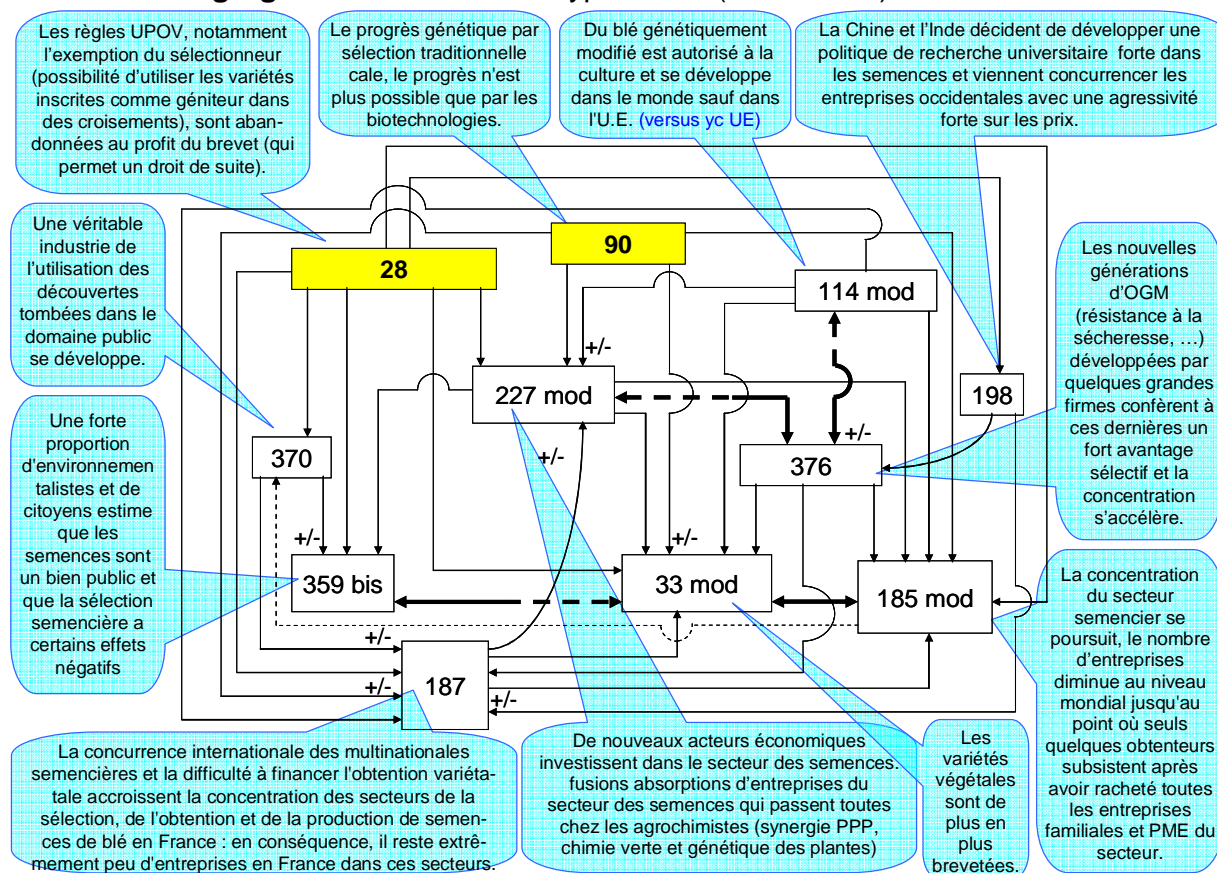 Les règles UPOV, notamment
l'exemption du sélectionneur
(possibilité d'utiliser les variétés
inscrites comme géniteur dans
des croisements), sont aban-
données au profit du brevet (qui
permet un droit de suite).
Le progrès génétique par
sélection traditionnelle
cale, le progrès n'est
plus possible que par les
biotechnologies.
Du blé génétiquement
modifié est autorisé à la
culture et se développe
dans le monde sauf dans
l'U.E. (versus yc UE)
La Chine et l'Inde décident de développer une
politique de recherche universitaire forte dans
les semences et viennent concurrencer les
entreprises occidentales avec une agressivité
forte sur les prix.
Une véritable
industrie de
l'utilisation des
découvertes
tombées dans le
domaine public
se développe.
28
90
114 mod
Les nouvelles
générations
d'OGM
(résistance à la
sécheresse, …)
développées par
quelques grandes
firmes confèrent à
ces dernières un
fort avantage
sélectif et la
concentration
s'accélère.
+/-
227 mod
198
Une forte
proportion
d'environnemen
talistes et de
citoyens estime
que les
semences sont
un bien public et
que la sélection
semencière a
certains effets
négatifs
370
+/-
+/-
376
+/-
+/-
359 bis
33 mod
185 mod
La concentration
du secteur
semencier se
poursuit, le nombre
d'entreprises
diminue au niveau
mondial jusqu'au
point où seuls
quelques obtenteurs
subsistent après
avoir racheté toutes
les entreprises
familiales et PME du
secteur.
+/-
187
+/-
+/-
La concurrence internationale des multinationales
semencières et la difficulté à financer l'obtention variéta-
tale accroissent la concentration des secteurs de la
sélection, de l'obtention et de la production de semen-
ces de blé en France : en conséquence, il reste extrê-
mement peu d'entreprises en France dans ces secteurs.
De nouveaux acteurs économiques
investissent dans le secteur des semences.
fusions absorptions d'entreprises du
secteur des semences qui passent toutes
chez les agrochimistes (synergie PPP,
chimie verte et génétique des plantes)
Les
variétés
végétales
sont de
plus en
plus
brevetées.